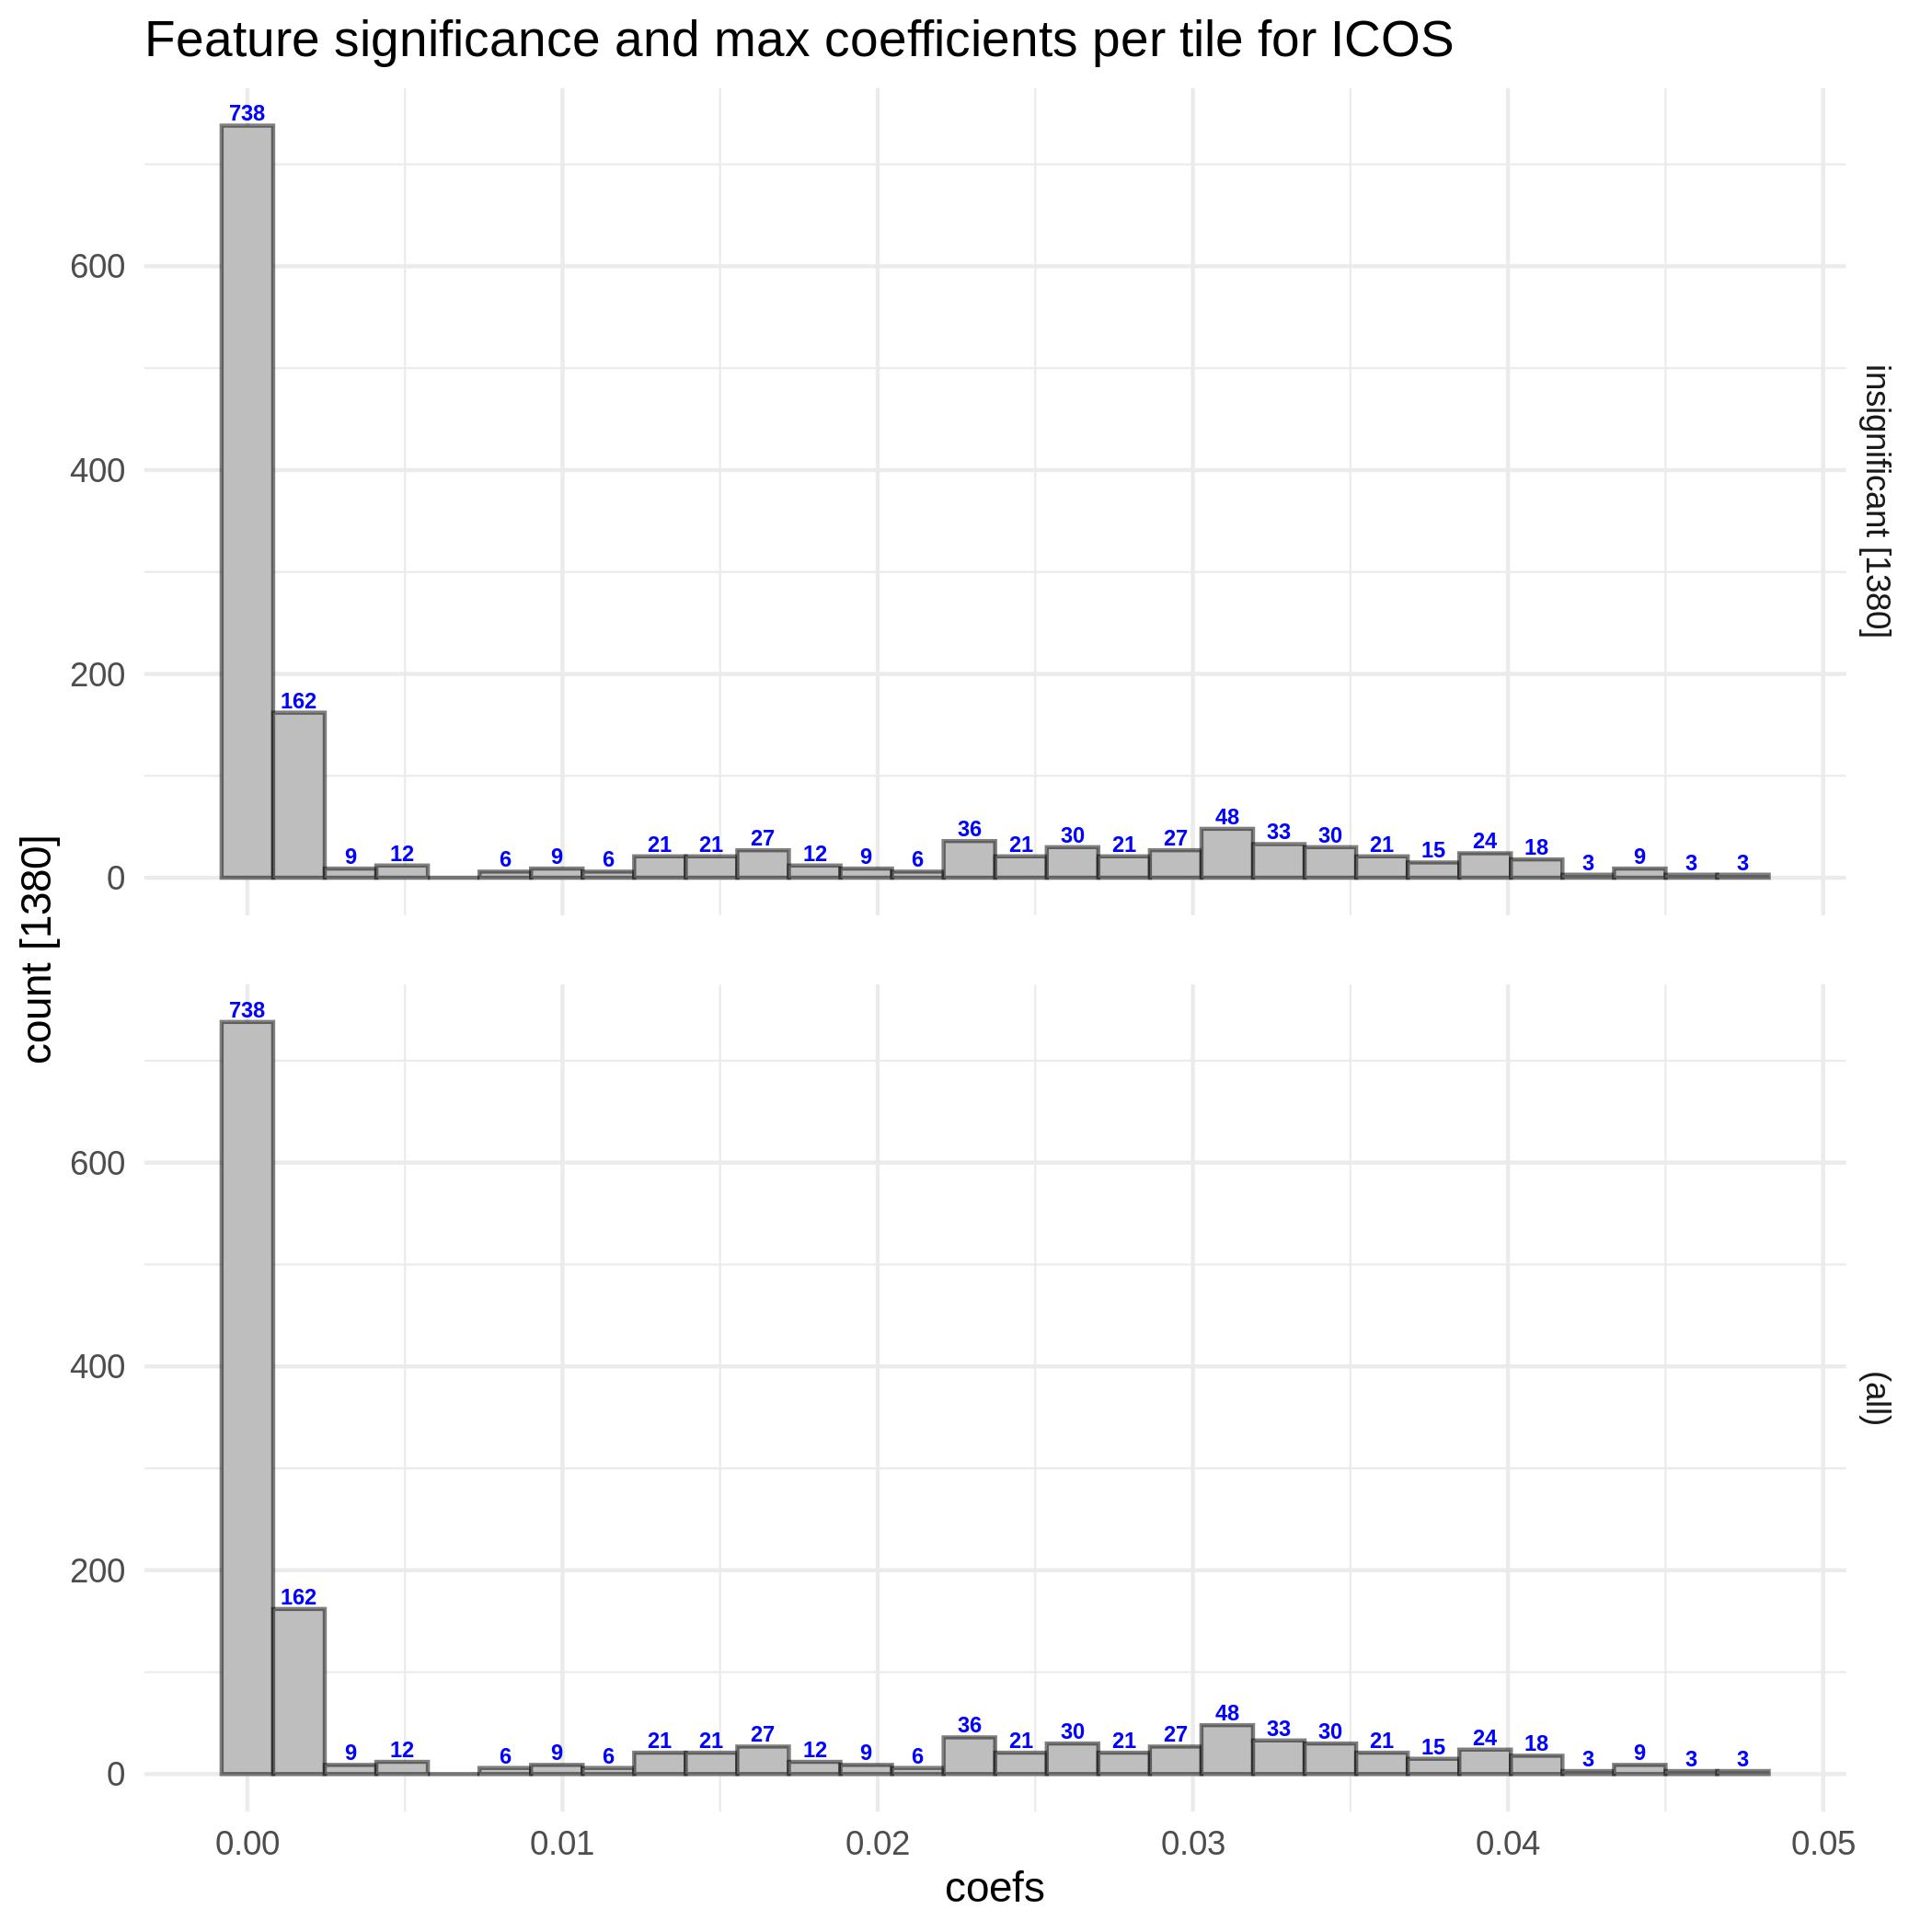 Feature significance and max coefficients per tile for ICOS
738
600
400
200
162
9 12 6 9 6 21 21 27 12 9 6 36 21 30 21 27 48 33 30 21 15 24 18 3 9 3 3
0
insignificant [1380]
count [1380]
738
600
400
200
162
9 12 6 9 6 21 21 27 12 9 6 36 21 30 21 27 48 33 30 21 15 24 18 3 9 3 3
0
(all)
0.00 0.01 0.02 0.03 0.04 0.05
coefs